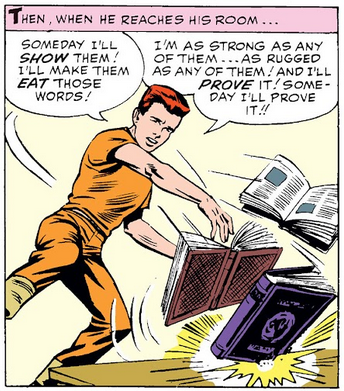 THEN, WHEN HE REACHES HIS ROOM...
SOMEDAY I'LL
SHOW THEM!
I'LL MAKE THEM
EAT THOSE
WORDS!
I'M AS STRONG AS ANY
OF THEM...AS RUGGED
AS ANY OF THEM! AND I'LL
PROVE IT! SOME-
DAY I'LL PROVE
IT!!